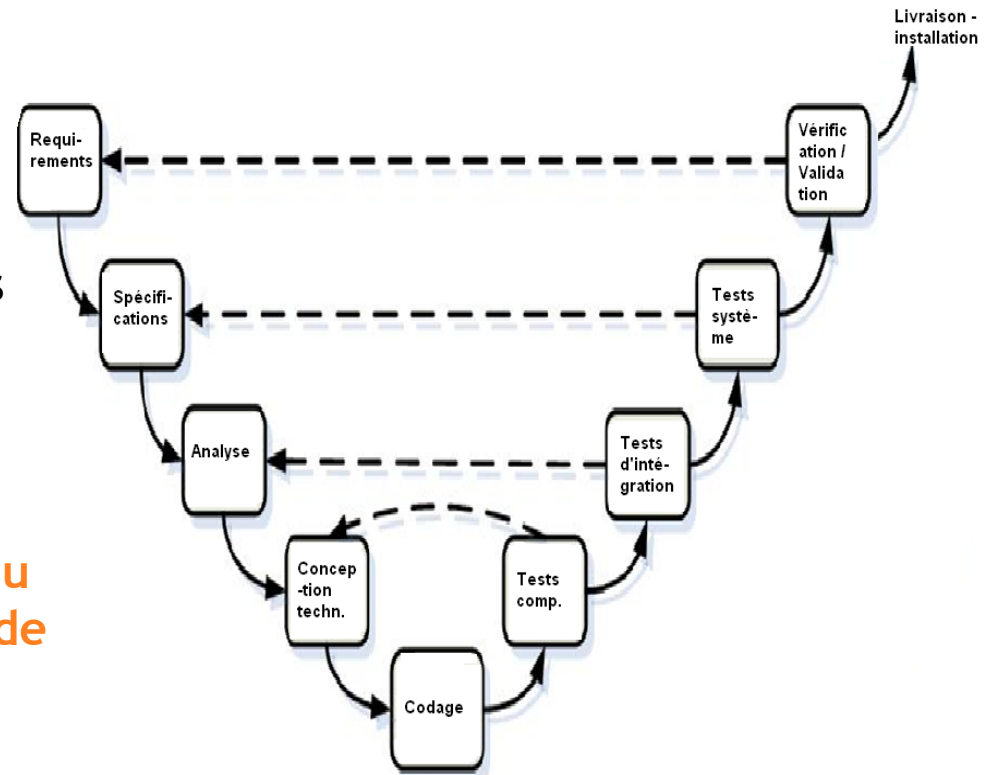 Livraison -
installation
Requi-
rements
Vérific
ation /
Valida
tion
s
Spécifi-
cations
Tests
systè-
me
Analyse
Tests
d'inté-
gration
u
de
Concep
-tion
techn.
Tests
comp.
Codage